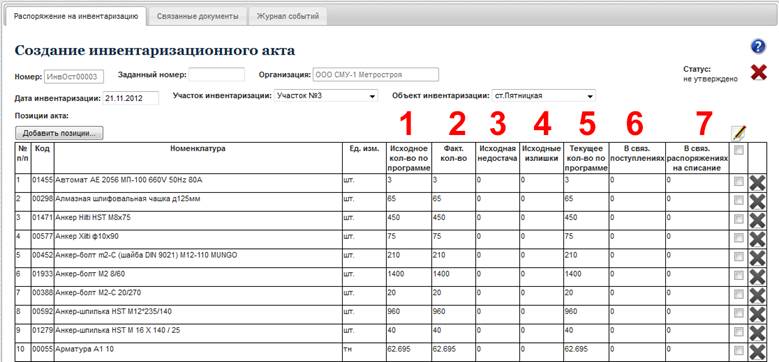 Распоряжение на инвентаризацию Связанные документы Журнал событий
Создание инвентаризационного акта
Номер: ИнвОст00003 Заданный номер: Организация: ООО СМУ-1 Метростроя Статус:
не утверждено
Дата инвентаризации: 21.11.2012 Участок инвентаризации: Участок №3 Объект инвентаризации: ст.Пятницкая
Позиции акта:
1 2 3 4 5 6 7
Добавить позиции...
№ п/п Код Номенклатура Ед. изм. Исходное кол-во по программе Факт. кол-во Исходная недостача Исходные излишки Текущее кол-во по программе В связ. поступлениях В связ. распоряжениях на списание
1 01455 Автомат АЕ 2056 МП-100 660V 50Hz 80А шт. 3 3 0 0 3 0 0
2 00298 Алмазная шлифовальная чашка д125мм шт. 65 65 0 0 65 0 0
3 01471 Анкер Hilti HST М8х75 шт. 450 450 0 0 450 0 0
4 00577 Анкер Xilti ф10х90 шт. 75 75 0 0 75 0 0
5 00452 Анкер-болт m2-C (шайба DIN 9021) М12-110 MUNGO шт. 210 210 0 0 210 0 0
6 01933 Анкер-болт М2 8/60 шт. 1400 1400 0 0 1400 0 0
7 00388 Анкер-болт М2-С 20/270 шт. 20 20 0 0 20 0 0
8 00592 Анкер-шпилька HST М12*235/140 шт. 960 960 0 0 960 0 0
9 01279 Анкер-шпилька HST М 16 Х 140 / 25 шт. 40 40 0 0 40 0 0
10 00055 Арматура А1 10 тн 62.695 62.695 0 0 62.695 0 0